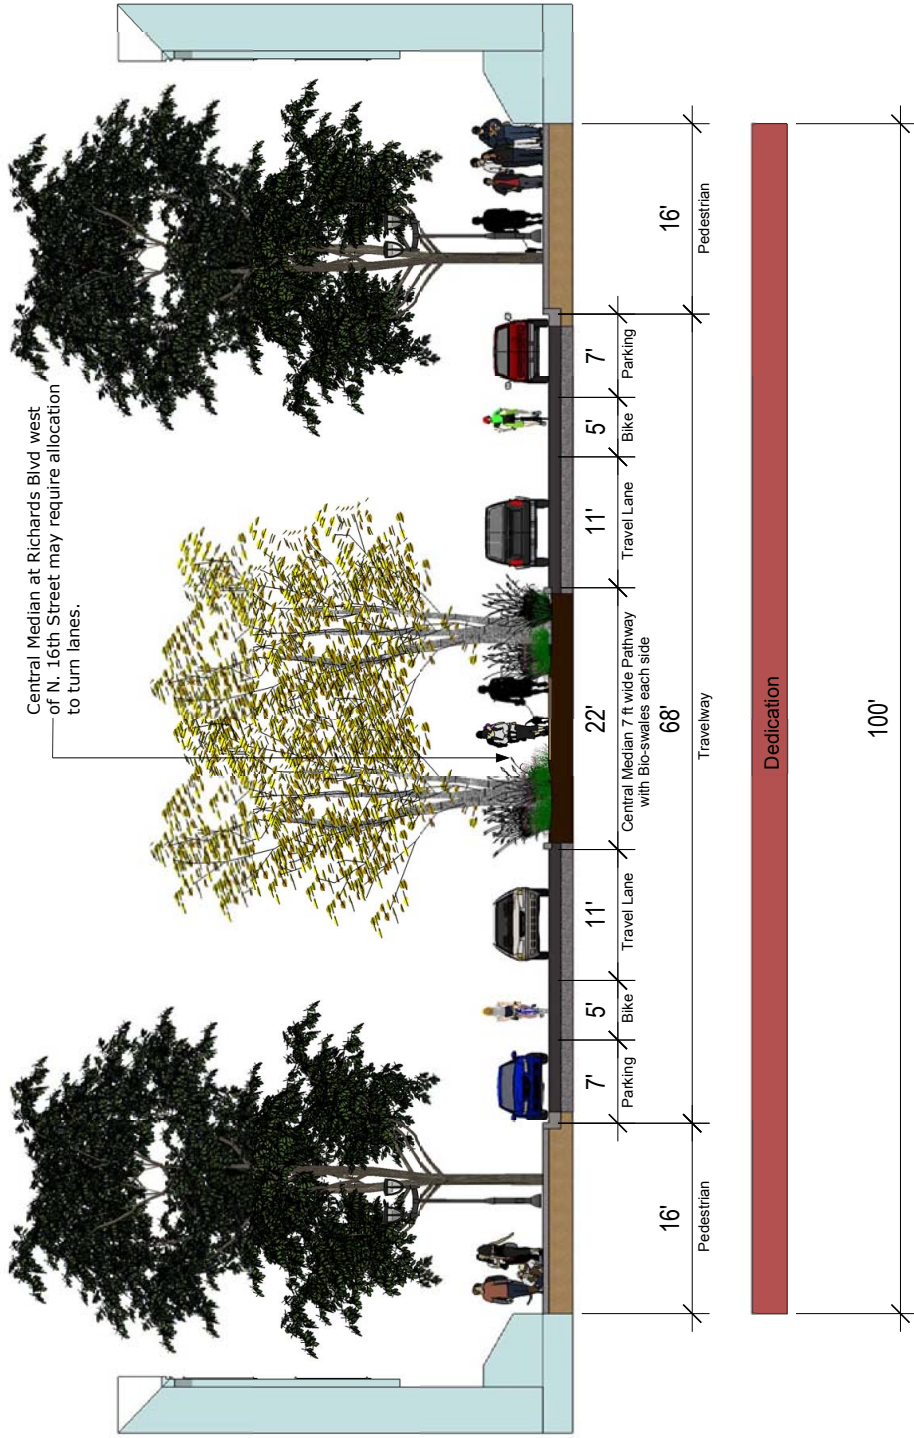 Central Median at Richards Blvd west
of N. 16th Street may require allocation
to turn lanes.
7'
5'
11'
22'
11'
5'
7'
Parking
Bike
Travel Lane
Central Median 7 ft wide Pathway
with Bio-swales each side
Travel Lane
Bike
Parking
16'
68'
16'
Pedestrian
Travelway
Pedestrian
Dedication
100'